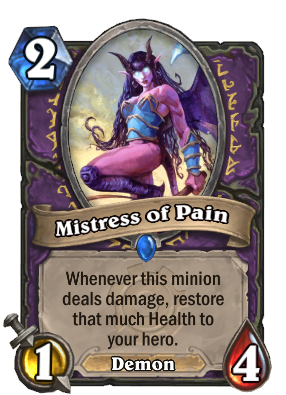 2
Mistress of Pain
Whenever this minion
deals damage, restore
that much Health to
your hero.
1
Demon
4